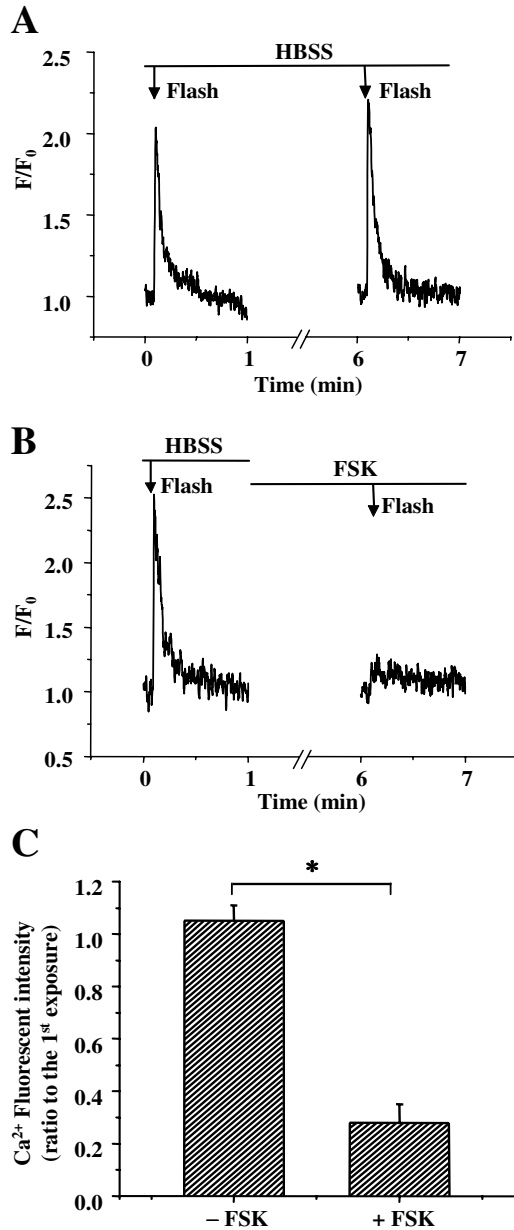 A
HBSS
Flash
Flash
F/F0
2.5
2.0
1.5
1.0
0
1
6
7
Time (min)
B
HBSS
FSK
Flash
Flash
F/F0
2.5
2.0
1.5
1.0
0.5
0
1
6
7
Time (min)
C
*
Ca2+ Fluorescent intensity
(ratio to the 1st exposure)
1.2
1.0
0.8
0.6
0.4
0.2
0.0
– FSK
+ FSK